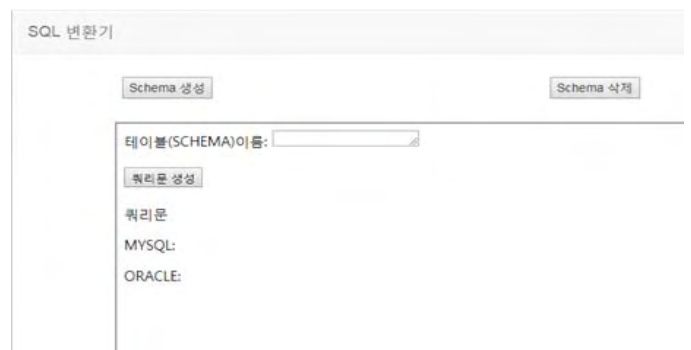 SQL 변환기
Schema 생성
Schema 삭제
테이블(SCHEMA)이름:
쿼리문 생성
쿼리문
MYSQL:
ORACLE: